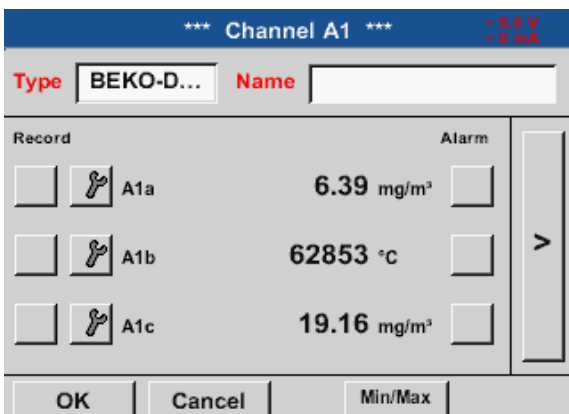 *** Channel A1 ***
~ 0.0 V
~ 0 mA
Type BEKO-D... Name
Record Alarm
A1a 6.39 mg/m³
A1b 62853 °C
>
A1c 19.16 mg/m³
OK Cancel Min/Max